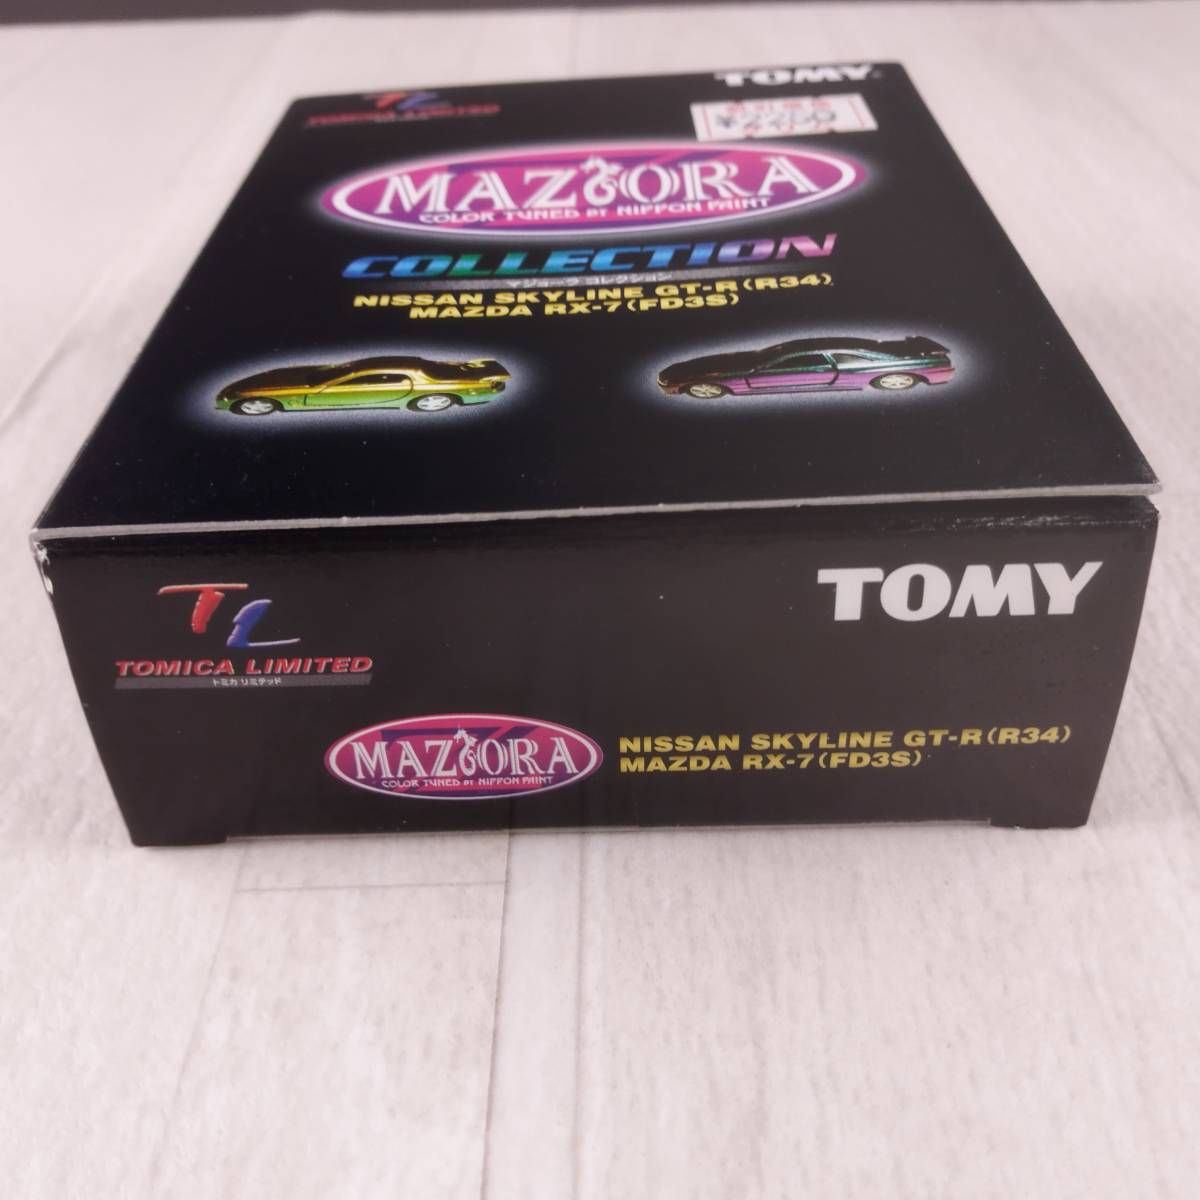 TOMY
TL
TOMICA LIMITED
¥2250
MAZIORA
COLOR TUNED BY NIPPON PAINT
COLLECTION
マジョーラ コレクション
NISSAN SKYLINE GT-R(R34)
MAZDA RX-7(FD3S)
TL
TOMICA LIMITED
トミカ リミテッド
TOMY
MAZIORA
COLOR TUNED BY NIPPON PAINT
NISSAN SKYLINE GT-R(R34)
MAZDA RX-7(FD3S)